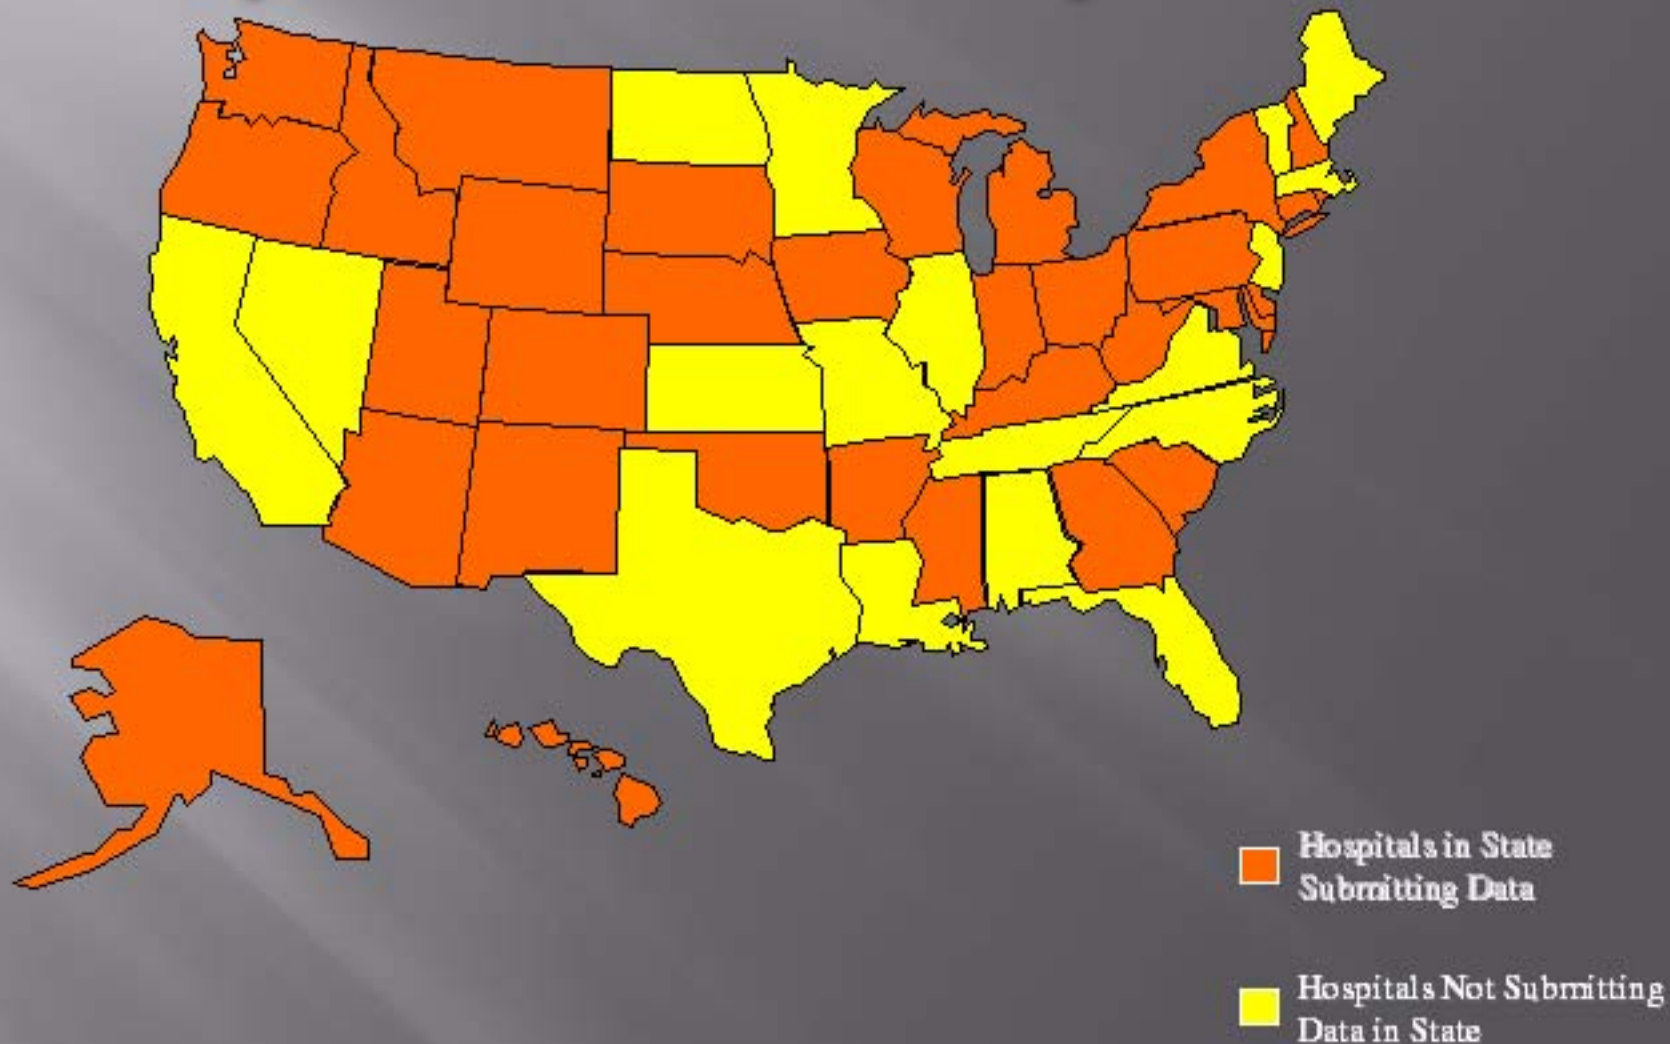 Hospitals in State
Submitting Data
Hospitals Not Submitting
Data in State